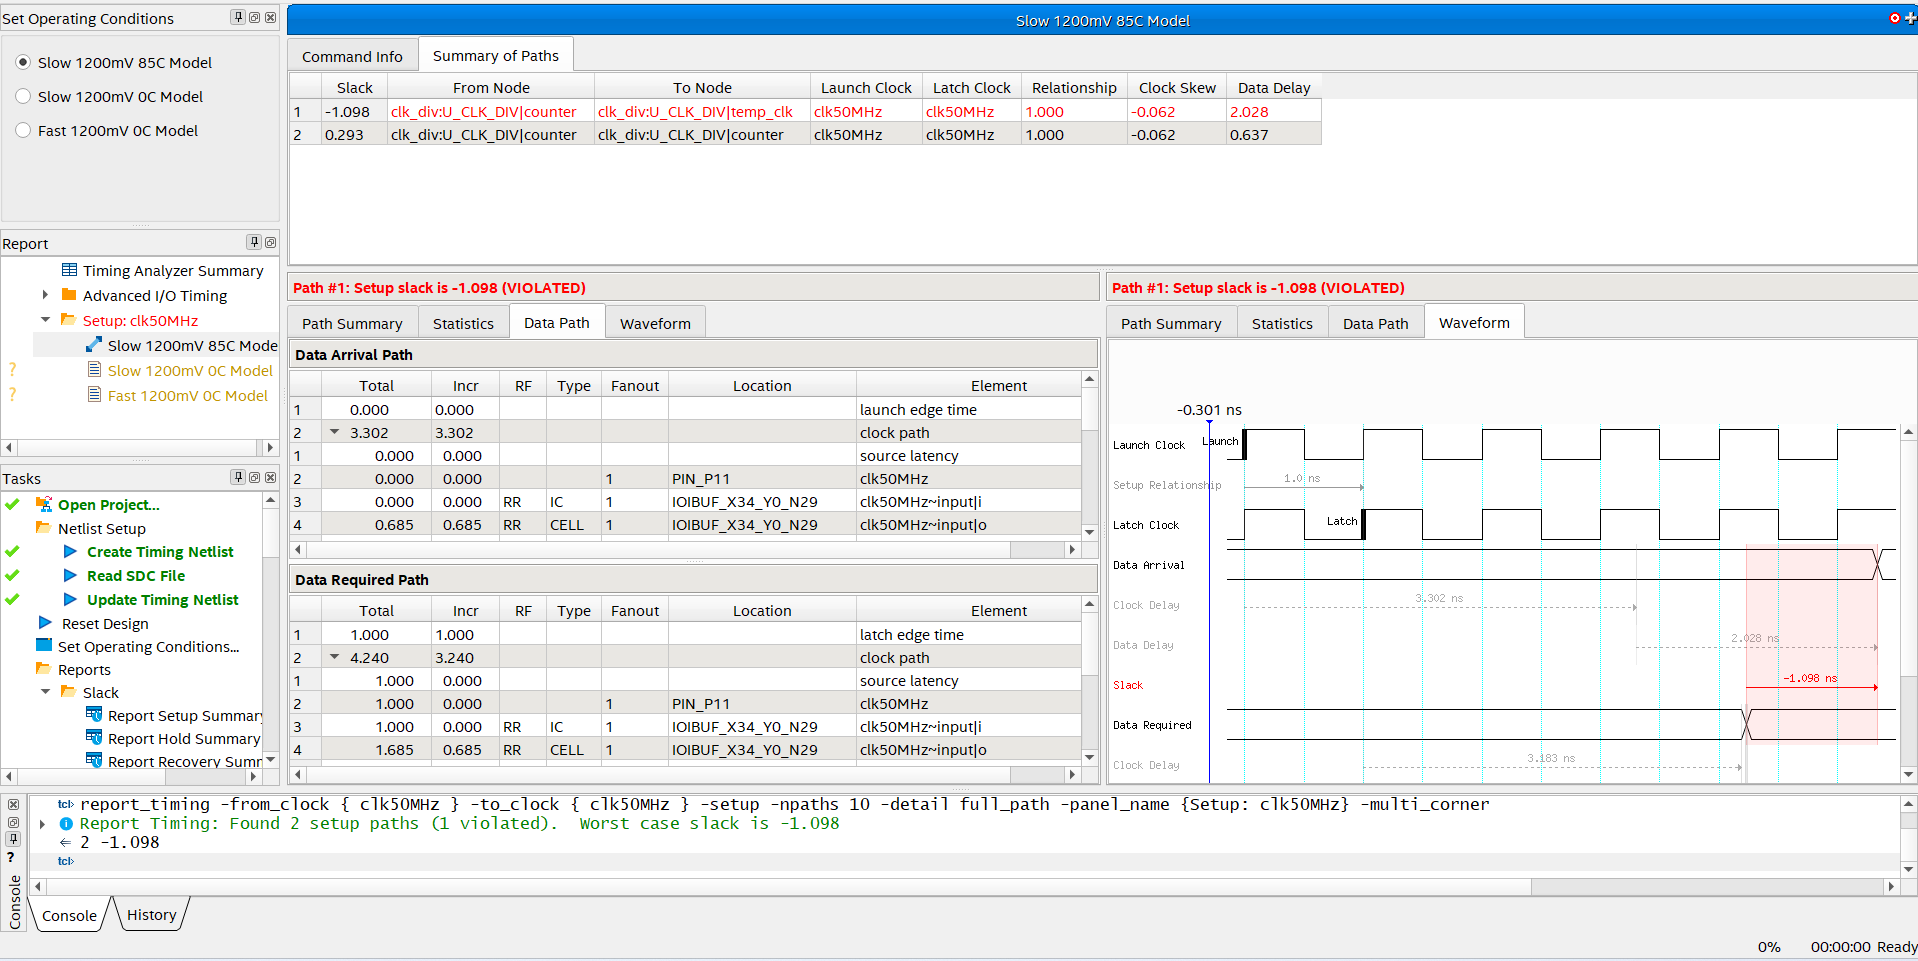 Set Operating Conditions
Slow 1200mV 85C Model
Slow 1200mV 0C Model
Fast 1200mV 0C Model
Report
Timing Analyzer Summary
Advanced I/O Timing
Setup: clk50MHz
Slow 1200mV 85C Mode
? Slow 1200mV 0C Model
? Fast 1200mV 0C Model
Tasks
Open Project...
Netlist Setup
Create Timing Netlist
Read SDC File
Update Timing Netlist
Reset Design
Set Operating Conditions...
Reports
Slack
Report Setup Summary
Report Hold Summary
Report Recovery Summ
Slow 1200mV 85C Model
Command Info Summary of Paths
Slack From Node To Node Launch Clock Latch Clock Relationship Clock Skew Data Delay
1 -1.098 clk_div:U_CLK_DIV|counter clk_div:U_CLK_DIV|temp_clk clk50MHz clk50MHz 1.000 -0.062 2.028
2 0.293 clk_div:U_CLK_DIV|counter clk_div:U_CLK_DIV|counter clk50MHz clk50MHz 1.000 -0.062 0.637
Path #1: Setup slack is -1.098 (VIOLATED)
Path Summary Statistics Data Path Waveform
Data Arrival Path
Total Incr RF Type Fanout Location Element
1 0.000 0.000 launch edge time
2 3.302 3.302 clock path
1 0.000 0.000 source latency
2 0.000 0.000 1 PIN_P11 clk50MHz
3 0.000 0.000 RR IC 1 IOIBUF_X34_Y0_N29 clk50MHz~input|i
4 0.685 0.685 RR CELL 1 IOIBUF_X34_Y0_N29 clk50MHz~input|o
Data Required Path
Total Incr RF Type Fanout Location Element
1 1.000 1.000 latch edge time
2 4.240 3.240 clock path
1 1.000 0.000 source latency
2 1.000 0.000 1 PIN_P11 clk50MHz
3 1.000 0.000 RR IC 1 IOIBUF_X34_Y0_N29 clk50MHz~input|i
4 1.685 0.685 RR CELL 1 IOIBUF_X34_Y0_N29 clk50MHz~input|o
Path #1: Setup slack is -1.098 (VIOLATED)
Path Summary Statistics Data Path Waveform
-0.301 ns
Launch Clock Launch
Setup Relationship 1.0 ns
Latch Clock Latch
Data Arrival
Clock Delay 3.302 ns
Data Delay 2.028 ns
Slack -1.098 ns
Data Required
Clock Delay 3.183 ns
tcl> report_timing -from_clock { clk50MHz } -to_clock { clk50MHz } -setup -npaths 10 -detail full_path -panel_name {Setup: clk50MHz} -multi_corner
Report Timing: Found 2 setup paths (1 violated). Worst case slack is -1.098
2 -1.098
tcl>
?
Console
Console History
0% 00:00:00 Ready